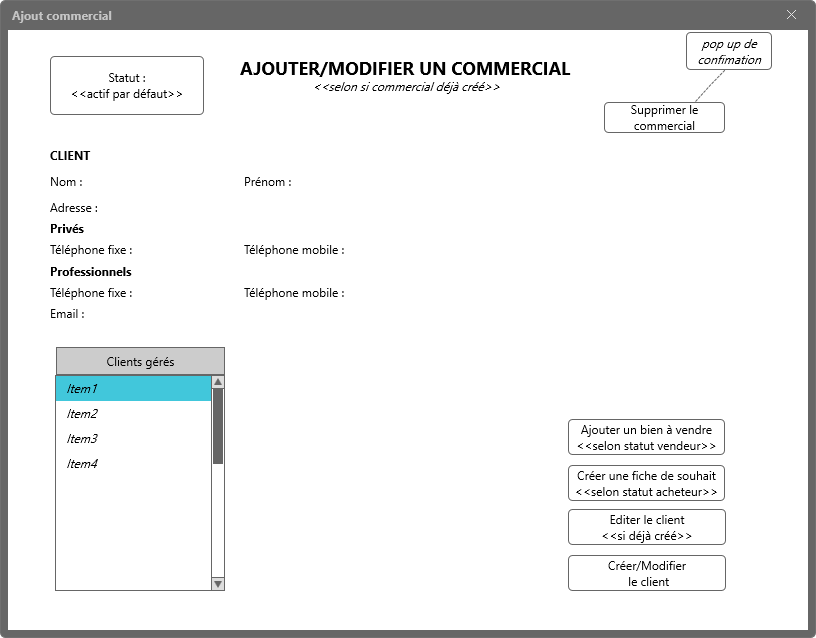 Ajout commercial
pop up de
confimation
Statut :
<<actif par défaut>>
AJOUTER/MODIFIER UN COMMERCIAL
<<selon si commercial déjà créé>>
Supprimer le
commercial
CLIENT
Nom :
Prénom :
Adresse :
Privés
Téléphone fixe :
Téléphone mobile :
Professionnels
Téléphone fixe :
Téléphone mobile :
Email :
Clients gérés
Item1
Item2
Item3
Item4
Ajouter un bien à vendre
<<selon statut vendeur>>
Créer une fiche de souhait
<<selon statut acheteur>>
Editer le client
<<si déjà créé>>
Créer/Modifier
le client